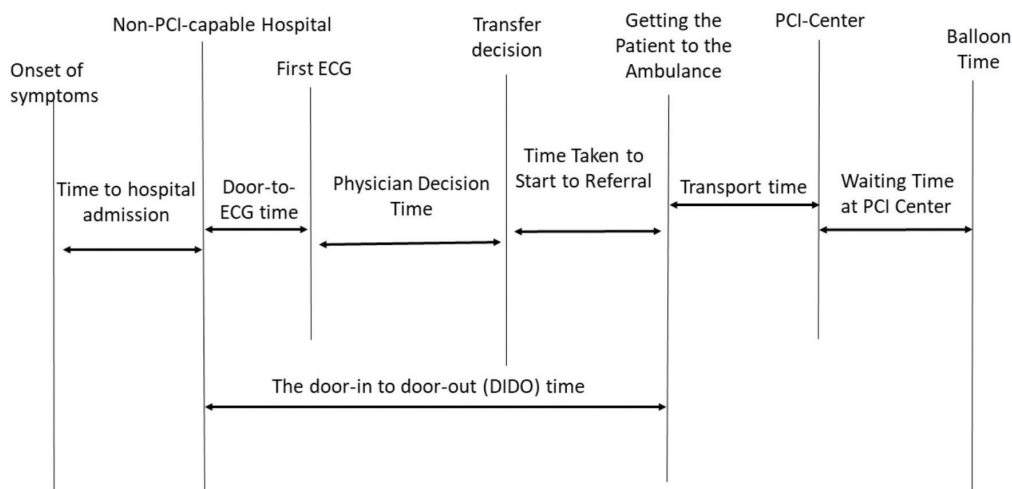 Non-PCI-capable Hospital
Transfer
decision
Getting the
Patient to the
Ambulance
PCI-Center
Balloon
Time
Onset of
symptoms
First ECG
Time to hospital
admission
Door-to-
ECG time
Physician Decision
Time
Time Taken to
Start to Referral
Transport time
Waiting Time
at PCI Center
The door-in to door-out (DIDO) time